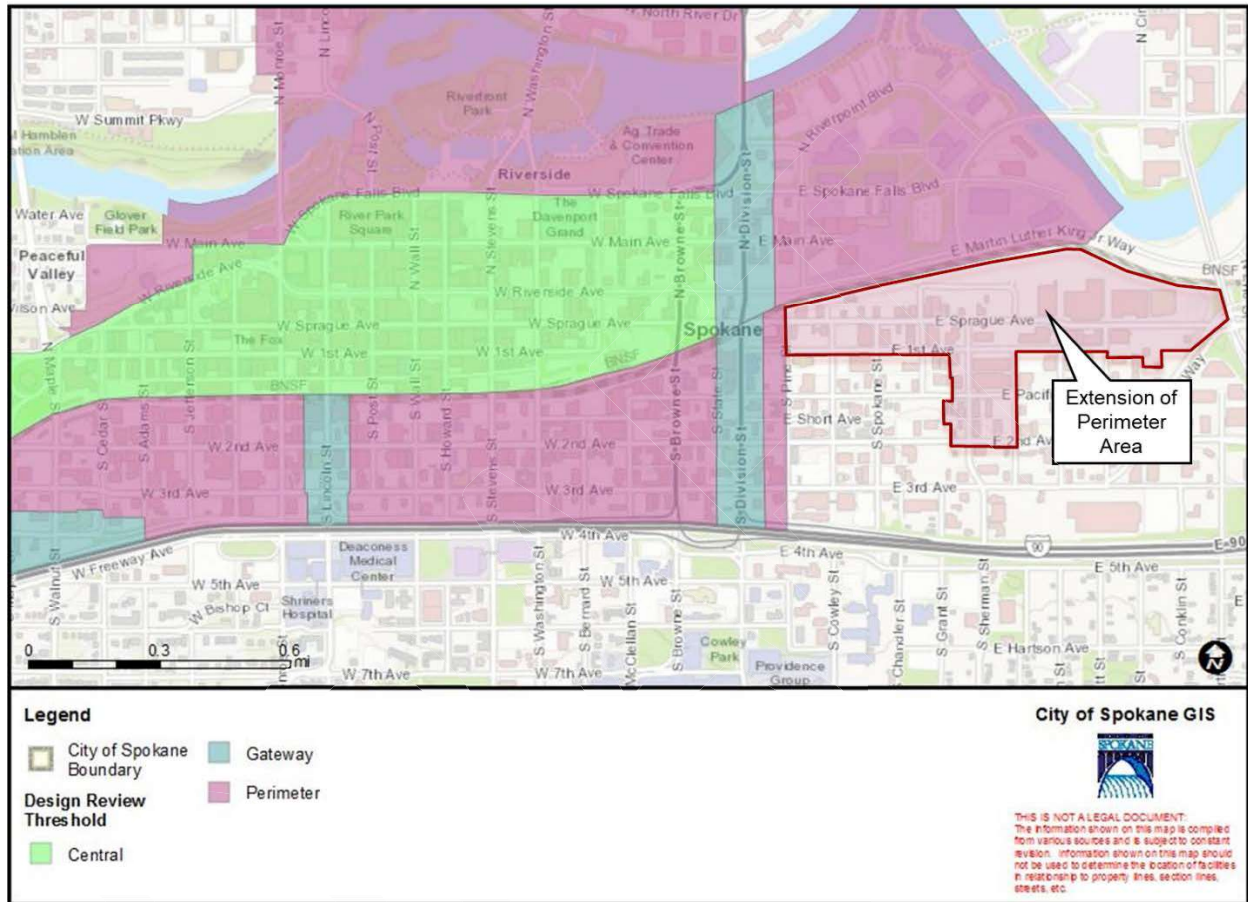 N North River Dr
N Monroe St
N Washington St
W Summit Pkwy
Riverfront
Park
N Post St
N Riverpoint Blvd
Ag Trade
& Convention
Center
Riverside
W Spokane Falls Blvd
W Spokane Falls Blvd
E Spokane Falls Blvd
Water Ave
Glover
Field Park
River Park
Square
The
Davenport
Grand
N Stevens St
N Wall St
N Browne St
N Division St
Peaceful
Valley
W Main Ave
W Main Ave
E Main Ave
E Martin Luther King Jr Way
BNSF
W Riverside Ave
W Riverside Ave
W Sprague Ave
W Sprague Ave
Spokane
E Sprague Ave
The Fox
W 1st Ave
W 1st Ave
BNSF
E 1st Ave
N Maple S
BNSF
S Cedar St
S Adams St
S Jefferson St
S Post St
S Wall St
S Howard St
S Browne St
S State St
S Pine
E Short Ave
S Spokane St
E Pacif
Extension of
Perimeter
Area
W 2nd Ave
W 2nd Ave
E 2nd Av
W 3rd Ave
W 3rd Ave
E 3rd Ave
S Lincoln St
S Stevens St
S Division St
W 4th Ave
E 4th Ave
90
E-90
W Freeway Ave
S Walnut St
Deaconess
Medical
Center
W 5th Ave
W 5th Ave
E 5th Ave
W Bishop Ct
Shriners
Hospital
S Washington St
S Bernard St
McClellan St
S Browne St
Cowley
Park
S Cowley St
S Chandler St
S Grant St
S Sherman St
S Conklin St
E Hartson Ave
0 0.3 0.6
mi
W 7th Ave
W 7th Ave
Providence
Group
N
Legend
City of Spokane
Boundary
Gateway
Perimeter
Design Review
Threshold
Central
City of Spokane GIS
SPOKANE
THIS IS NOT A LEGAL DOCUMENT:
The information shown on this map is compiled
from various sources and is subject to constant
revision. Information shown on this map should
not be used to determine the location of facilities
in relationship to property lines, section lines,
streets, etc.